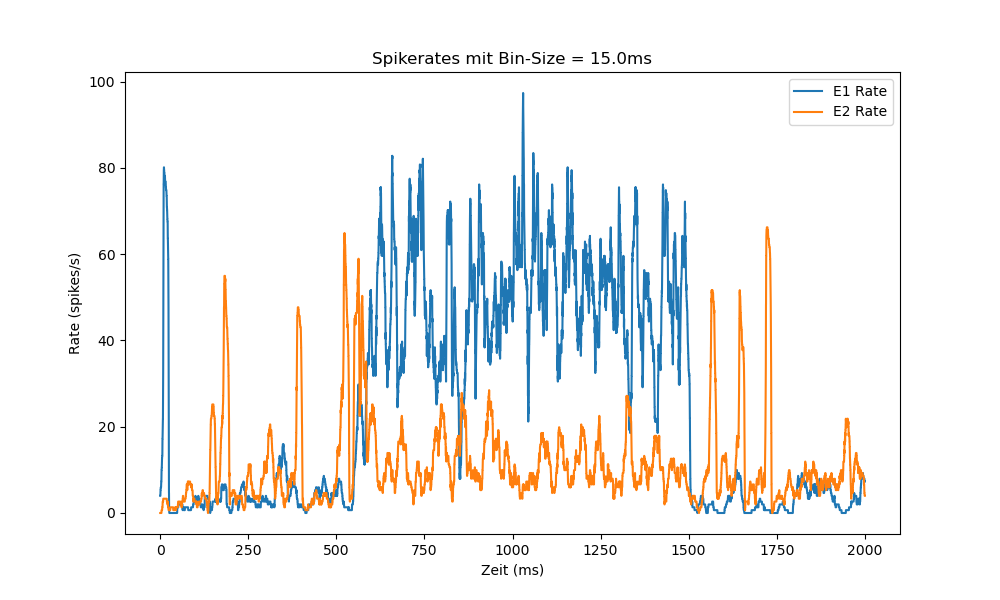 Spikerates mit Bin-Size = 15.0ms
E1 Rate
E2 Rate
100
80
60
40
20
0
Rate (spikes/s)
0 250 500 750 1000 1250 1500 1750 2000
Zeit (ms)